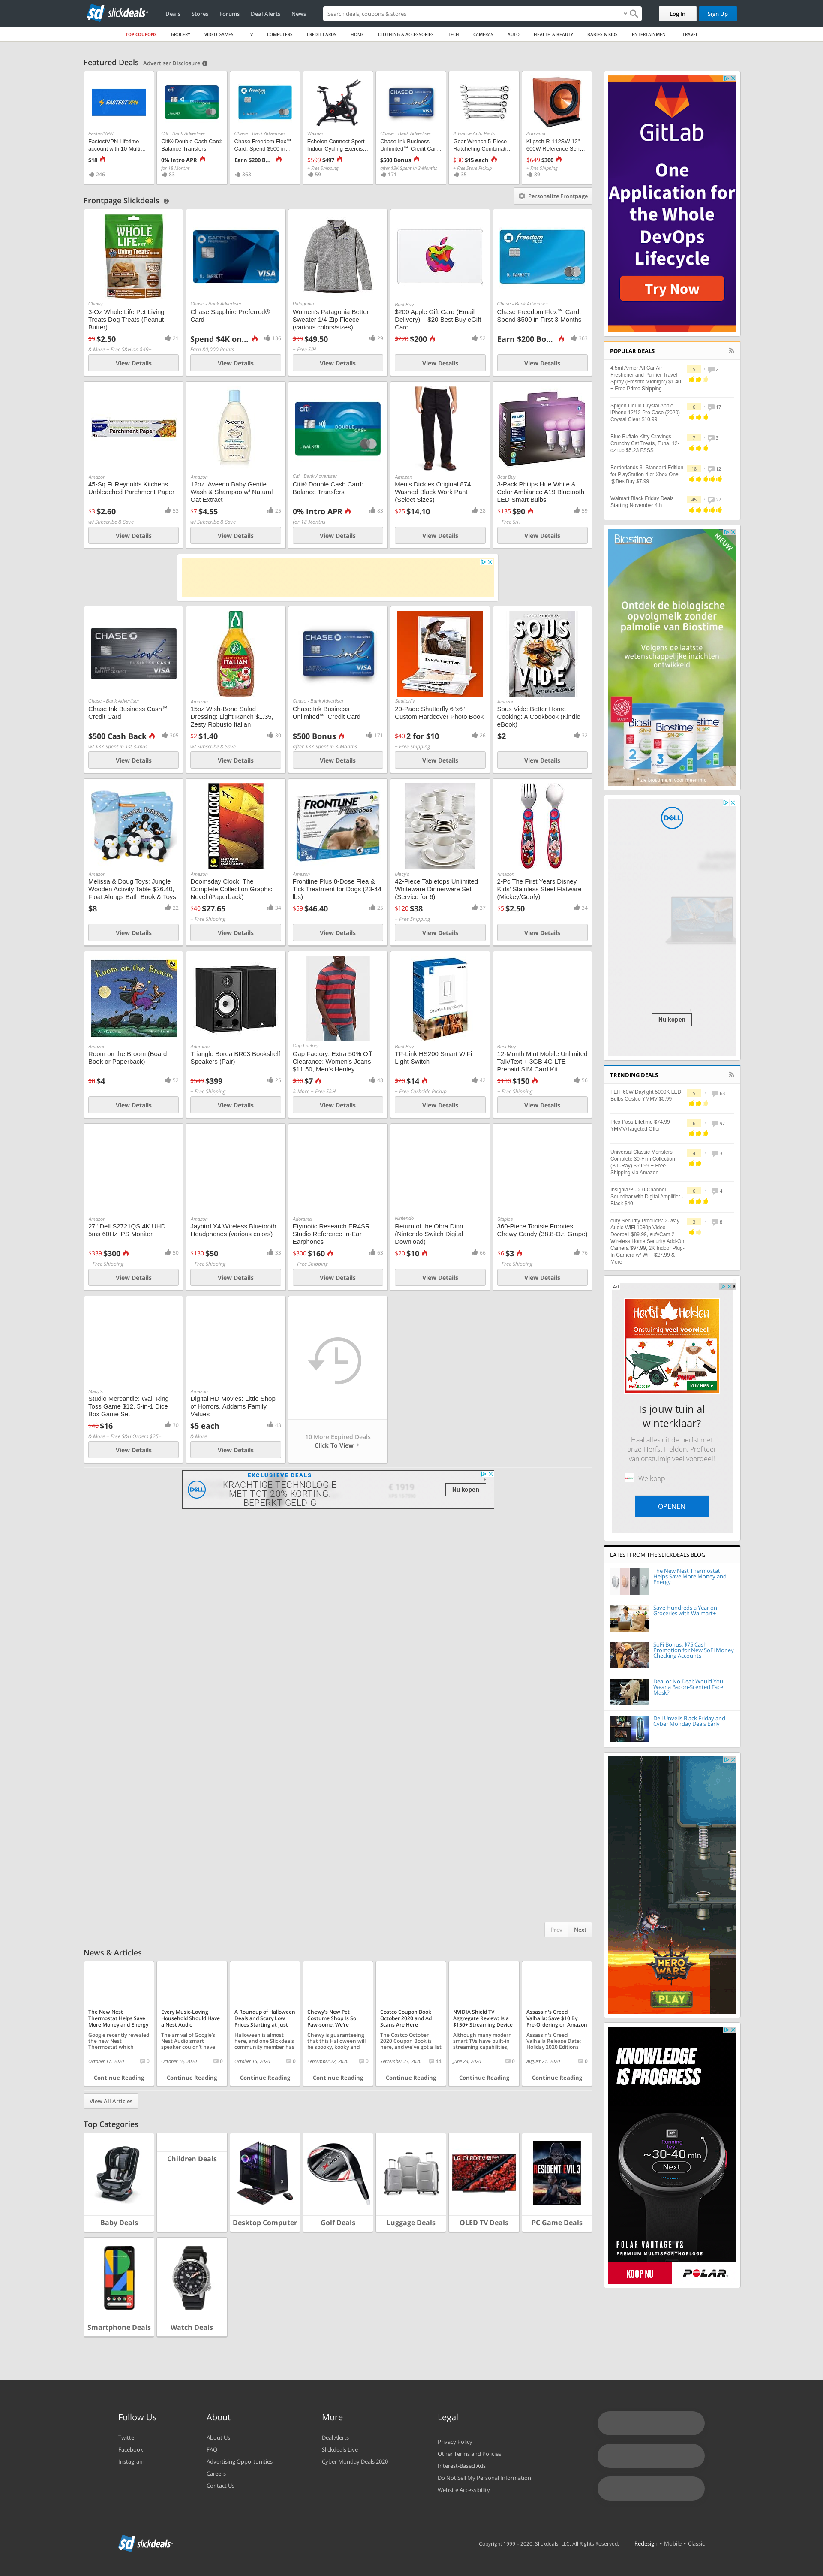 slickdeals
Deals Stores Forums Deal Alerts News
Search deals, coupons & stores
Log In Sign Up
TOP COUPONS GROCERY VIDEO GAMES TV COMPUTERS CREDIT CARDS HOME CLOTHING & ACCESSORIES TECH CAMERAS AUTO HEALTH & BEAUTY BABIES & KIDS ENTERTAINMENT TRAVEL
Featured Deals Advertiser Disclosure
FastestVPN
FastestVPN Lifetime
account with 10 Multi...
$18
246
Citi - Bank Advertiser
Citi® Double Cash Card:
Balance Transfers
0% Intro APR
for 18 Months
83
Chase - Bank Advertiser
Chase Freedom Flex℠
Card: Spend $500 in...
Earn $200 B...
363
Walmart
Echelon Connect Sport
Indoor Cycling Exercis...
$599 $497
+ Free Shipping
59
Chase - Bank Advertiser
Chase Ink Business
Unlimited℠ Credit Car...
$500 Bonus
after $3K Spent in 3-Months
171
Advance Auto Parts
Gear Wrench 5-Piece
Ratcheting Combinati...
$30 $15 each
+ Free Store Pickup
35
Adorama
Klipsch R-112SW 12"
600W Reference Seri...
$649 $300
+ Free Shipping
89
Frontpage Slickdeals
Personalize Frontpage
Chewy
3-Oz Whole Life Pet Living
Treats Dog Treats (Peanut
Butter)
$9 $2.50
21
& More + Free S&H on $49+
View Details
Chase - Bank Advertiser
Chase Sapphire Preferred®
Card
Spend $4K on...
136
Earn 80,000 Points
View Details
Patagonia
Women's Patagonia Better
Sweater 1/4-Zip Fleece
(various colors/sizes)
$99 $49.50
29
+ Free S/H
View Details
Best Buy
$200 Apple Gift Card (Email
Delivery) + $20 Best Buy eGift
Card
$220 $200
52
View Details
Chase - Bank Advertiser
Chase Freedom Flex℠ Card:
Spend $500 in First 3-Months
Earn $200 Bo...
363
View Details
Amazon
45-Sq.Ft Reynolds Kitchens
Unbleached Parchment Paper
$3 $2.60
53
w/ Subscribe & Save
View Details
Amazon
12oz. Aveeno Baby Gentle
Wash & Shampoo w/ Natural
Oat Extract
$7 $4.55
25
w/ Subscribe & Save
View Details
Citi - Bank Advertiser
Citi® Double Cash Card:
Balance Transfers
0% Intro APR
83
for 18 Months
View Details
Amazon
Men's Dickies Original 874
Washed Black Work Pant
(Select Sizes)
$25 $14.10
28
View Details
Best Buy
3-Pack Philips Hue White &
Color Ambiance A19 Bluetooth
LED Smart Bulbs
$135 $90
59
+ Free S/H
View Details
Chase - Bank Advertiser
Chase Ink Business Cash℠
Credit Card
$500 Cash Back
305
w/ $3K Spent in 1st 3-mos
View Details
Amazon
15oz Wish-Bone Salad
Dressing: Light Ranch $1.35,
Zesty Robusto Italian
$2 $1.40
30
w/ Subscribe & Save
View Details
Chase - Bank Advertiser
Chase Ink Business
Unlimited℠ Credit Card
$500 Bonus
171
after $3K Spent in 3-Months
View Details
Shutterfly
20-Page Shutterfly 6"x6"
Custom Hardcover Photo Book
$40 2 for $10
26
+ Free Shipping
View Details
Amazon
Sous Vide: Better Home
Cooking: A Cookbook (Kindle
eBook)
$2
32
View Details
Amazon
Melissa & Doug Toys: Jungle
Wooden Activity Table $26.40,
Float Alongs Bath Book & Toys
$8
22
View Details
Amazon
Doomsday Clock: The
Complete Collection Graphic
Novel (Paperback)
$40 $27.65
34
+ Free Shipping
View Details
Amazon
Frontline Plus 8-Dose Flea &
Tick Treatment for Dogs (23-44
lbs)
$59 $46.40
25
View Details
Macy's
42-Piece Tabletops Unlimited
Whiteware Dinnerware Set
(Service for 6)
$120 $38
37
+ Free Shipping
View Details
Amazon
2-Pc The First Years Disney
Kids' Stainless Steel Flatware
(Mickey/Goofy)
$5 $2.50
34
View Details
Amazon
Room on the Broom (Board
Book or Paperback)
$8 $4
52
View Details
Adorama
Triangle Borea BR03 Bookshelf
Speakers (Pair)
$549 $399
25
+ Free Shipping
View Details
Gap Factory
Gap Factory: Extra 50% Off
Clearance: Women's Jeans
$11.50, Men's Henley
$30 $7
48
& More + Free S&H
View Details
Best Buy
TP-Link HS200 Smart WiFi
Light Switch
$20 $14
42
+ Free Curbside Pickup
View Details
Best Buy
12-Month Mint Mobile Unlimited
Talk/Text + 3GB 4G LTE
Prepaid SIM Card Kit
$180 $150
56
+ Free Shipping
View Details
Amazon
27" Dell S2721QS 4K UHD
5ms 60Hz IPS Monitor
$339 $300
50
+ Free Shipping
View Details
Amazon
Jaybird X4 Wireless Bluetooth
Headphones (various colors)
$130 $50
33
+ Free Shipping
View Details
Adorama
Etymotic Research ER4SR
Studio Reference In-Ear
Earphones
$300 $160
63
+ Free Shipping
View Details
Nintendo
Return of the Obra Dinn
(Nintendo Switch Digital
Download)
$20 $10
66
View Details
Staples
360-Piece Tootsie Frooties
Chewy Candy (38.8-Oz, Grape)
$6 $3
76
+ Free Shipping
View Details
Macy's
Studio Mercantile: Wall Ring
Toss Game $12, 5-in-1 Dice
Box Game Set
$40 $16
30
& More + Free S&H Orders $25+
View Details
Amazon
Digital HD Movies: Little Shop
of Horrors, Addams Family
Values
$5 each
43
& More
View Details
10 More Expired Deals
Click To View
EXCLUSIEVE DEALS
KRACHTIGE TECHNOLOGIE
MET TOT 20% KORTING.
BEPERKT GELDIG
€ 1919
Nu kopen
Prev Next
GitLab
One
Application for
the Whole
DevOps
Lifecycle
Try Now
POPULAR DEALS
4.5ml Armor All Car Air
Freshener and Purifier Travel
Spray (Freshfx Midnight) $1.40
+ Free Prime Shipping
5 2
Spigen Liquid Crystal Apple
iPhone 12/12 Pro Case (2020) -
Crystal Clear $10.99
6 17
Blue Buffalo Kitty Cravings
Crunchy Cat Treats, Tuna, 12-
oz tub $5.23 FSSS
7 3
Borderlands 3: Standard Edition
for PlayStation 4 or Xbox One
@BestBuy $7.99
18 12
Walmart Black Friday Deals
Starting November 4th
45 27
Biostime
NIEUW
Ontdek de biologische
opvolgmelk zonder
palmolie van Biostime
Volgens de laatste
wetenschappelijke inzichten
ontwikkeld
DELL
Nu kopen
TRENDING DEALS
FEIT 60W Daylight 5000K LED
Bulbs Costco YMMV $0.99
5 63
Plex Pass Lifetime $74.99
YMMV/Targeted Offer
6 97
Universal Classic Monsters:
Complete 30-Film Collection
(Blu-Ray) $69.99 + Free
Shipping via Amazon
4 3
Insignia™ - 2.0-Channel
Soundbar with Digital Amplifier -
Black $40
6 4
eufy Security Products: 2-Way
Audio WiFi 1080p Video
Doorbell $89.99, eufyCam 2
Wireless Home Security Add-On
Camera $97.99, 2K Indoor Plug-
In Camera w/ WiFi $27.99 &
More
3 8
Ad
Herfst Helden
Onstuimig voordeel
WELKOOP
KLIK HIER
Is jouw tuin al
winterklaar?
Haal alles uit de herfst met
onze Herfst Helden. Profiteer
van onstuimig veel voordeel!
Welkoop
OPENEN
LATEST FROM THE SLICKDEALS BLOG
The New Nest Thermostat
Helps Save More Money and
Energy
Save Hundreds a Year on
Groceries with Walmart+
SoFi Bonus: $75 Cash
Promotion for New SoFi Money
Checking Accounts
Deal or No Deal: Would You
Wear a Bacon-Scented Face
Mask?
Dell Unveils Black Friday and
Cyber Monday Deals Early
HERO
WARS
PLAY
KNOWLEDGE
IS PROGRESS
Running
~30-40 min
Next
POLAR VANTAGE V2
PREMIUM MULTISPORTHORLOGE
KOOP NU POLAR
News & Articles
The New Nest
Thermostat Helps Save
More Money and Energy
Google recently revealed
the new Nest
Thermostat which
October 17, 2020 0
Continue Reading
Every Music-Loving
Household Should Have
a Nest Audio
The arrival of Google's
Nest Audio smart
speaker couldn't have
October 16, 2020 0
Continue Reading
A Roundup of Halloween
Deals and Scary Low
Prices Starting at Just
Halloween is almost
here, and one Slickdeals
community member has
October 15, 2020 0
Continue Reading
Chewy's New Pet
Costume Shop Is So
Paw-some, We're
Chewy is guaranteeing
that this Halloween will
be spooky, kooky and
September 22, 2020 0
Continue Reading
Costco Coupon Book
October 2020 and Ad
Scans Are Here
The Costco October
2020 Coupon Book is
here, and we've got a list
September 23, 2020 44
Continue Reading
NVIDIA Shield TV
Aggregate Review: Is a
$150+ Streaming Device
Although many modern
smart TVs have built-in
streaming capabilities,
June 23, 2020 0
Continue Reading
Assassin's Creed
Valhalla: Save $10 By
Pre-Ordering on Amazon
Assassin's Creed
Valhalla Release Date:
Holiday 2020 Editions
August 21, 2020 0
Continue Reading
View All Articles
Top Categories
Baby Deals
Children Deals
Desktop Computer
Golf Deals
Luggage Deals
OLED TV Deals
PC Game Deals
Smartphone Deals
Watch Deals
Follow Us
Twitter
Facebook
Instagram
About
About Us
FAQ
Advertising Opportunities
Careers
Contact Us
More
Deal Alerts
Slickdeals Live
Cyber Monday Deals 2020
Legal
Privacy Policy
Other Terms and Policies
Interest-Based Ads
Do Not Sell My Personal Information
Website Accessibility
slickdeals
Copyright 1999 – 2020. Slickdeals, LLC. All Rights Reserved.
Redesign • Mobile • Classic